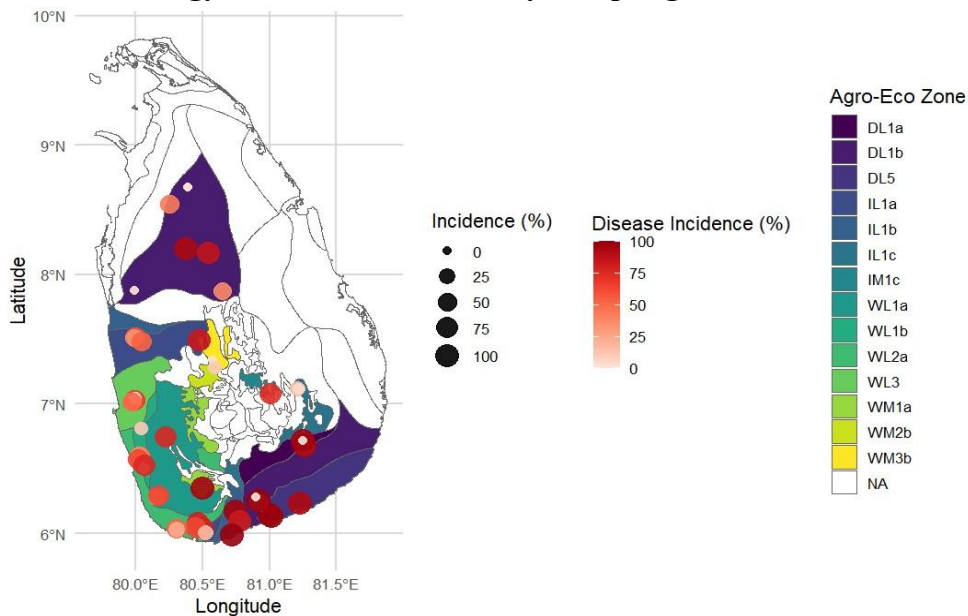 10°N
9°N
8°N
7°N
6°N
Latitude
80.0°E 80.5°E 81.0°E 81.5°E
Longitude
Incidence (%)
0
25
50
75
100
Disease Incidence (%)
100
75
50
25
0
Agro-Eco Zone
DL1a
DL1b
DL5
IL1a
IL1b
IL1c
IM1c
WL1a
WL1b
WL2a
WL3
WM1a
WM2b
WM3b
NA